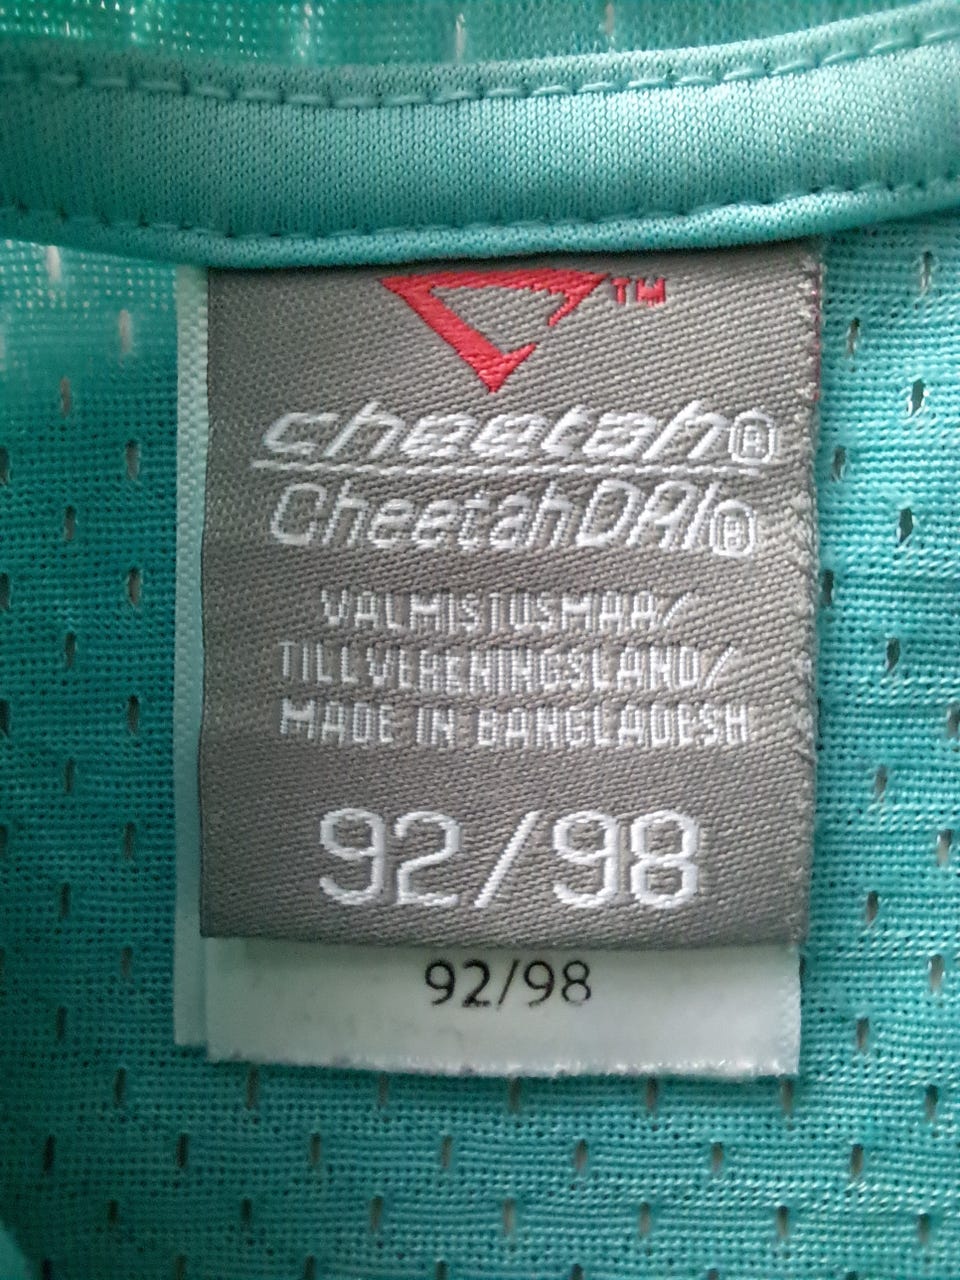 TM
cheetah®
CheetahDRI®
VALMISTUSMAA/
TILLVERKNINGSLAND/
MADE IN BANGLADESH
92/98
92/98